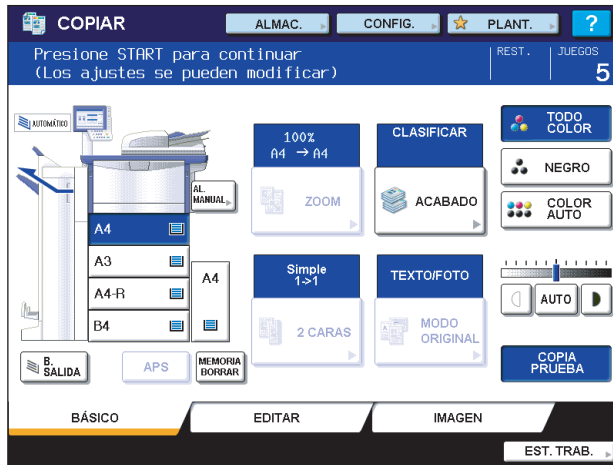 COPIAR
ALMAC.
CONFIG.
PLANT.
?
Presione START para continuar
(Los ajustes se pueden modificar)
REST.
JUEGOS
5
AUTOMÁTICO
AL.
MANUAL
A4
A3
A4-R
B4
A4
B.
SALIDA
APS
MEMORIA
BORRAR
100%
A4 → A4
ZOOM
CLASIFICAR
ACABADO
Simple
1->1
2 CARAS
TEXTO/FOTO
MODO
ORIGINAL
TODO
COLOR
NEGRO
COLOR
AUTO
AUTO
COPIA
PRUEBA
BÁSICO
EDITAR
IMAGEN
EST. TRAB.